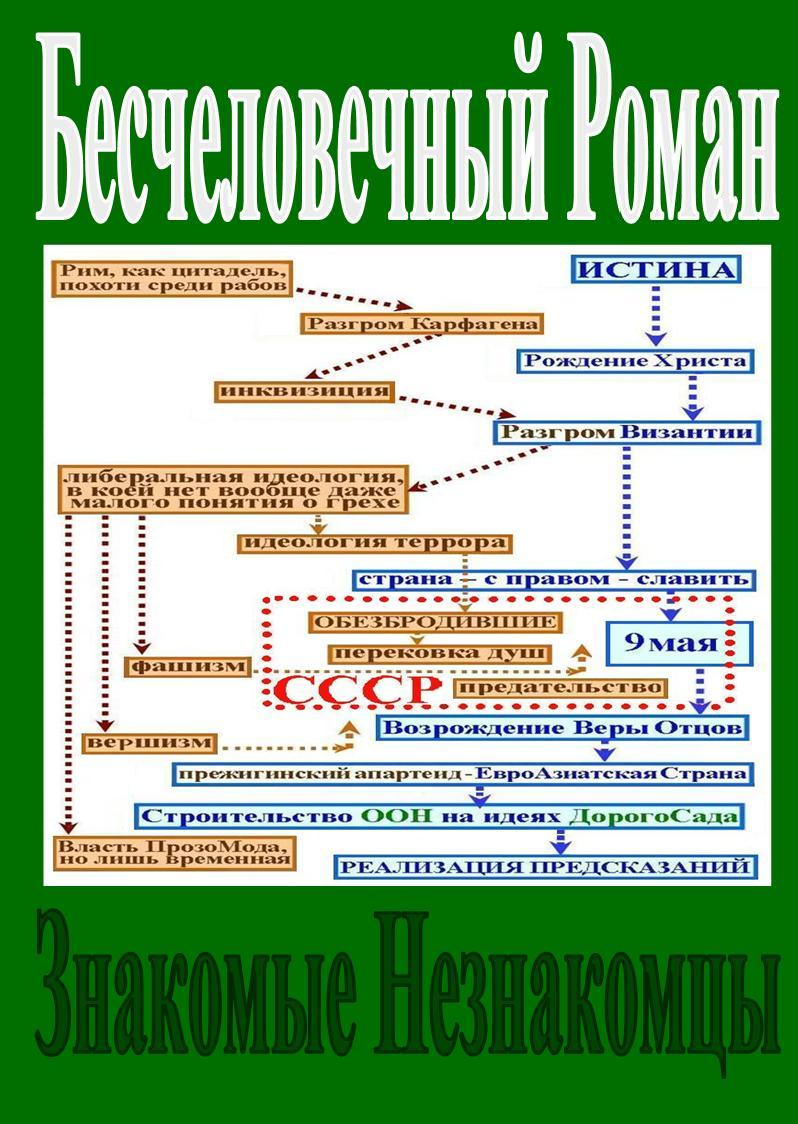 Бесчеловечный Роман
Рим, как цитадель,
похоти среди рабов
ИСТИНА
Разгром Карфагена
Рождение Христа
инквизиция
Разгром Византии
либеральная идеология,
в коей нет вообще даже
малого понятия о грехе
идеология террора
страна – с правом - славить
ОБЕЗБРОДИВШИЕ
9 мая
перековка душ
фашизм
СССР
предательство
Возрождение Веры Отцов
вершизм
прежигинский апартеид - ЕвроАзиатская Страна
Строительство ООН на идеях ДорогоСада
Власть ПрозоМода,
но лишь временная
РЕАЛИЗАЦИЯ ПРЕДСКАЗАНИЙ
Знакомые Незнакомцы